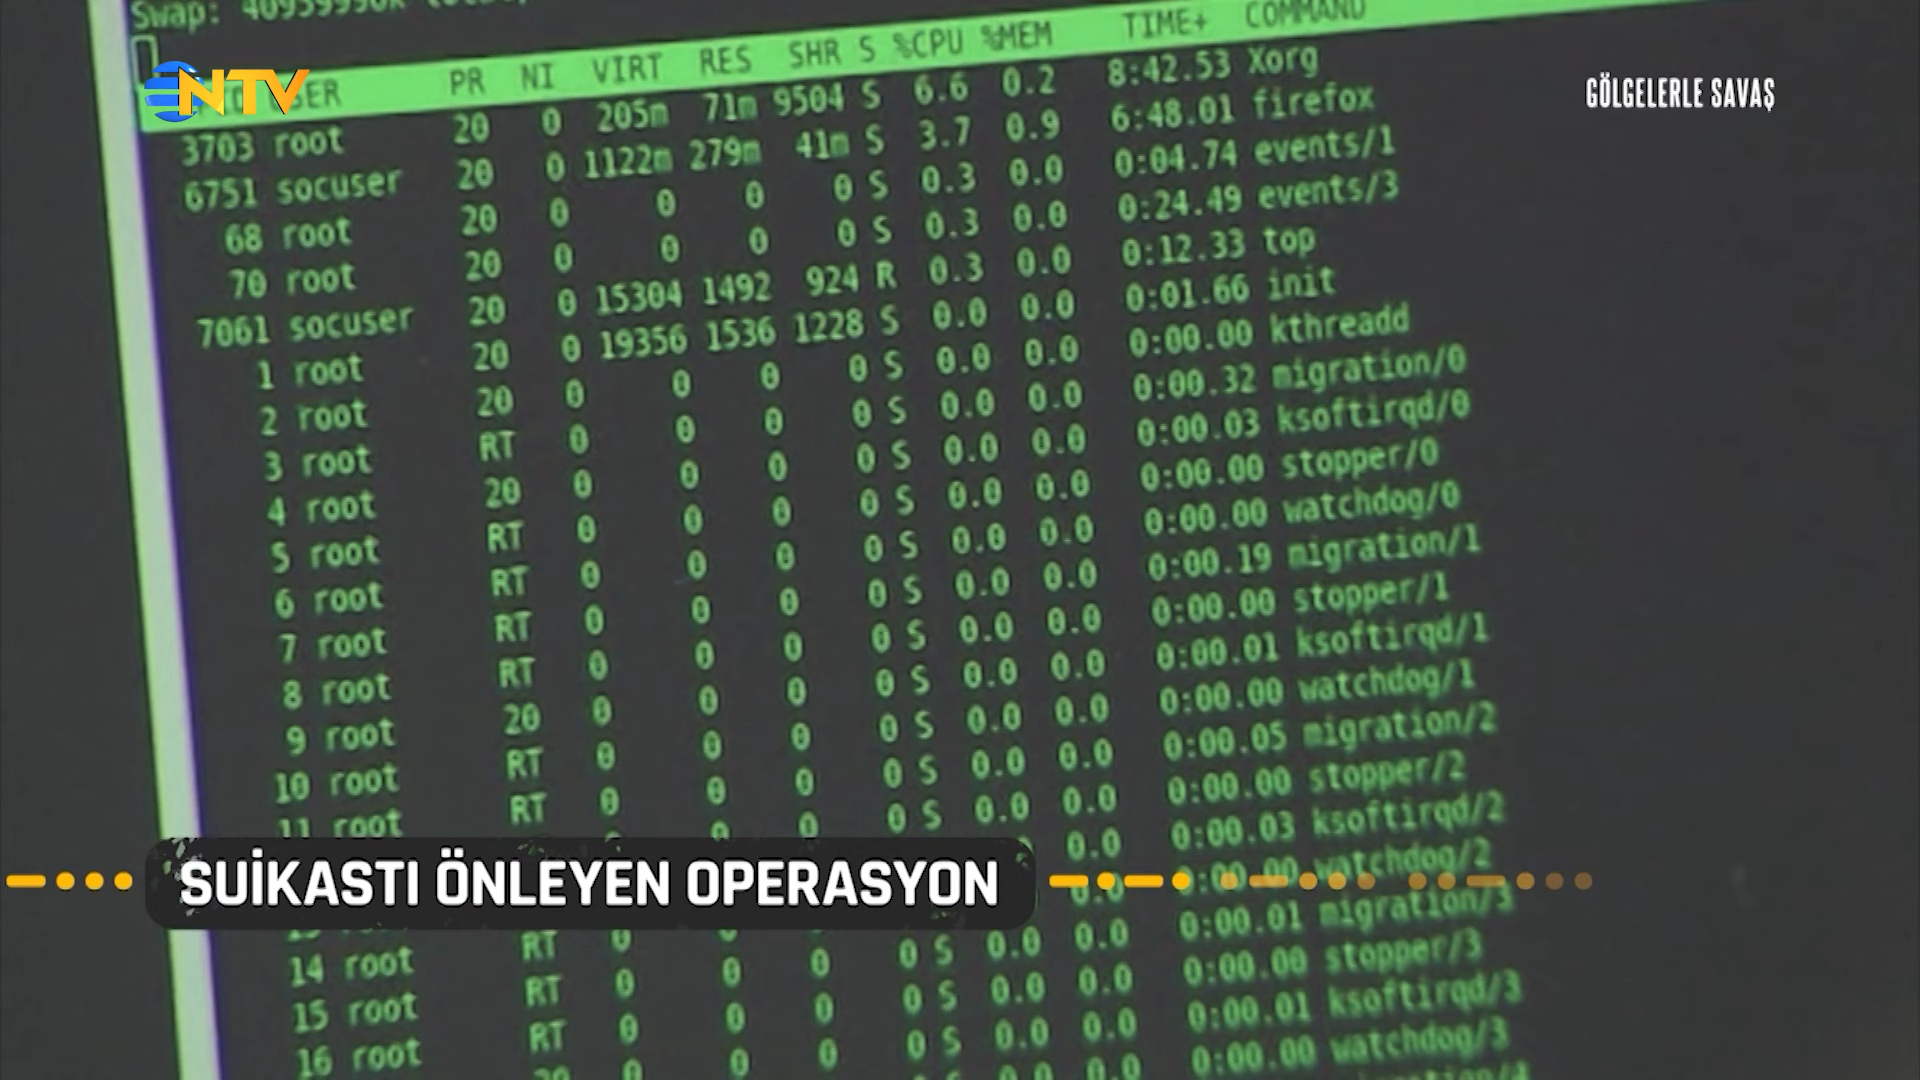 Swap:
NTV
GÖLGELERLE SAVAŞ
USER PR NI VIRT RES SHR S %CPU %MEM TIME+ COMMAND
3703 root 20 0 205m 71m 9504 S 6.6 0.2 8:42.53 Xorg
6751 socuser 20 0 1122m 279m 41m S 3.7 0.9 6:48.01 firefox
68 root 20 0 0 0 0 S 0.3 0.0 0:04.74 events/1
70 root 20 0 0 0 0 S 0.3 0.0 0:24.49 events/3
7061 socuser 20 0 15304 1492 924 R 0.3 0.0 0:12.33 top
1 root 20 0 19356 1536 1228 S 0.0 0.0 0:01.66 init
2 root 20 0 0 0 0 S 0.0 0.0 0:00.00 kthreadd
3 root RT 0 0 0 0 S 0.0 0.0 0:00.32 migration/0
4 root 20 0 0 0 0 S 0.0 0.0 0:00.03 ksoftirqd/0
5 root RT 0 0 0 0 S 0.0 0.0 0:00.00 stopper/0
6 root RT 0 0 0 0 S 0.0 0.0 0:00.00 watchdog/0
7 root RT 0 0 0 0 S 0.0 0.0 0:00.19 migration/1
8 root RT 0 0 0 0 S 0.0 0.0 0:00.00 stopper/1
9 root 20 0 0 0 0 S 0.0 0.0 0:00.01 ksoftirqd/1
10 root RT 0 0 0 0 S 0.0 0.0 0:00.00 watchdog/1
11 root RT 0 0 0 0 S 0.0 0.0 0:00.05 migration/2
0.0 0:00.00 stopper/2
0.0 0:00.03 ksoftirqd/2
SUİKASTI ÖNLEYEN OPERASYON
14 root RT 0 0 0 0 S 0.0 0.0 0:00.00 watchdog/2
15 root RT 0 0 0 0 S 0.0 0.0 0:00.01 migration/3
16 root RT 0 0 0 0 S 0.0 0.0 0:00.00 stopper/3
0:00.01 ksoftirqd/3
0:00.00 watchdog/3